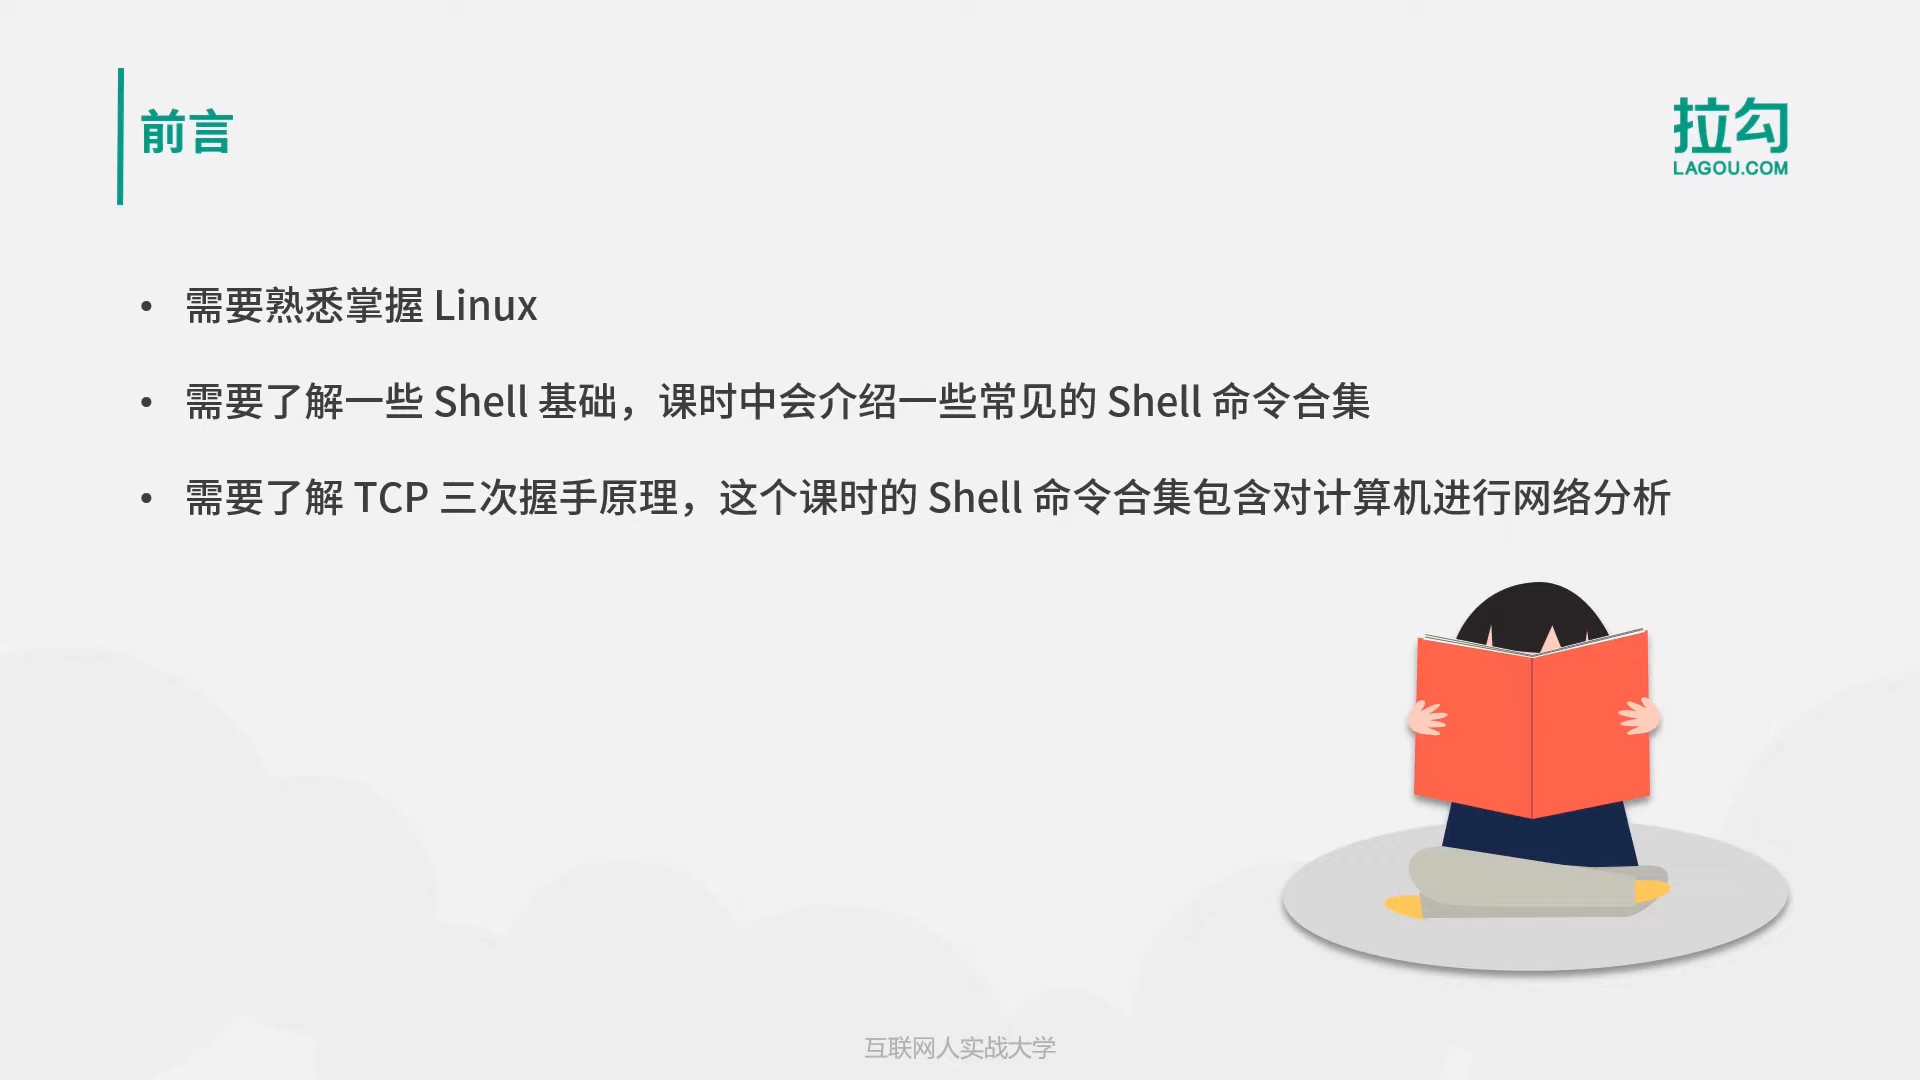 前言
拉勾
LAGOU.COM
• 需要熟悉掌握 Linux
• 需要了解一些 Shell 基础，课时中会介绍一些常见的 Shell 命令合集
• 需要了解 TCP 三次握手原理，这个课时的 Shell 命令合集包含对计算机进行网络分析
互联网人实战大学